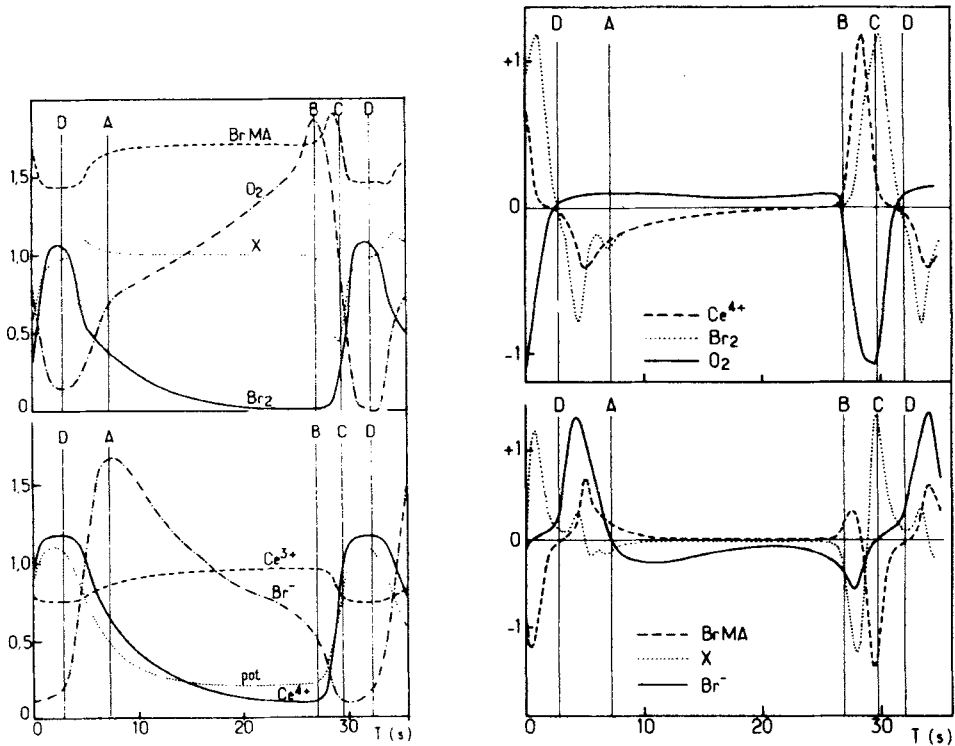 D A B C D
BrMA
1,5
O2
X
1.0
0.5
Br2
0
D A B C D
1.5
Ce3+
1.0
Br-
0.5
pot
Ce4+
0
0 10 20 30 T (s)
D A B C D
+1
0
Ce4+
Br2
O2
-1
D A B C D
+1
0
BrMA
X
Br-
-1
0 10 20 30 T (s)